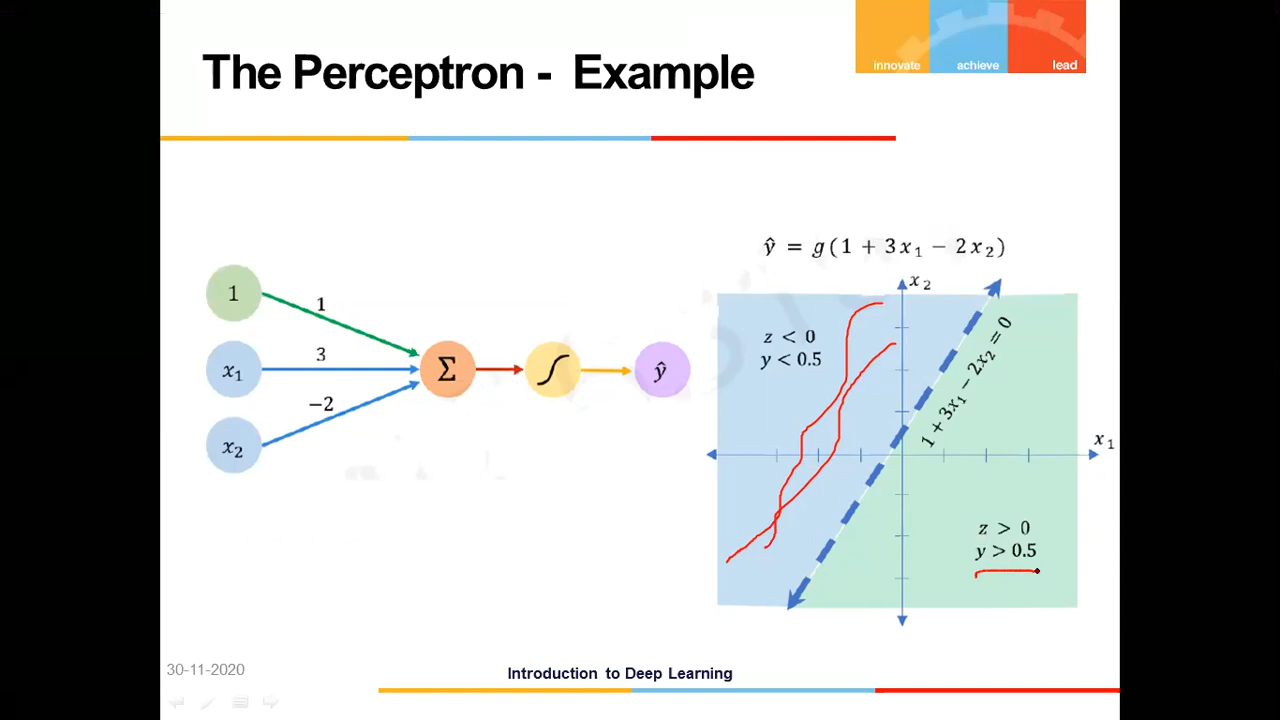 The Perceptron - Example
innovate achieve lead
ŷ = g(1 + 3x₁ − 2x₂)
1
1
x₁
3
x₂
−2
Σ
ŷ
x₂
z < 0
y < 0.5
1 + 3x₁ − 2x₂ = 0
x₁
z > 0
y > 0.5
30-11-2020
Introduction to Deep Learning